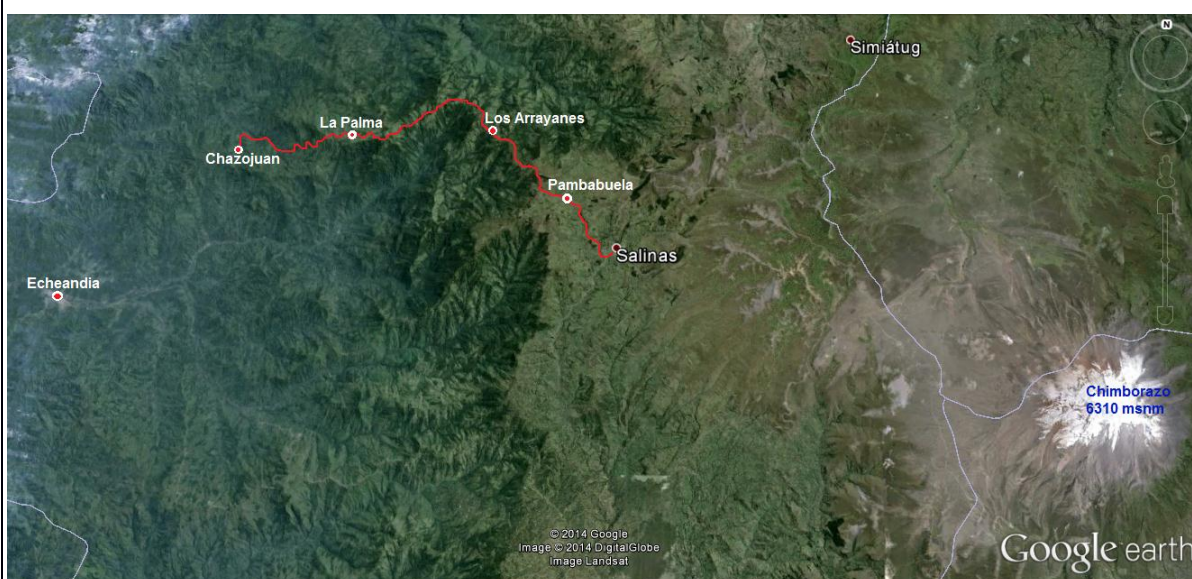 N
Simiátug
La Palma
Los Arrayanes
Chazojuan
Pambabuela
Salinas
Echeandia
Chimborazo
6310 msnm
© 2014 Google
Image © 2014 DigitalGlobe
Image Landsat
Google earth